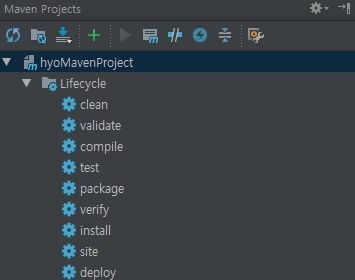 Maven Projects
hyoMavenProject
Lifecycle
clean
validate
compile
test
package
verify
install
site
deploy